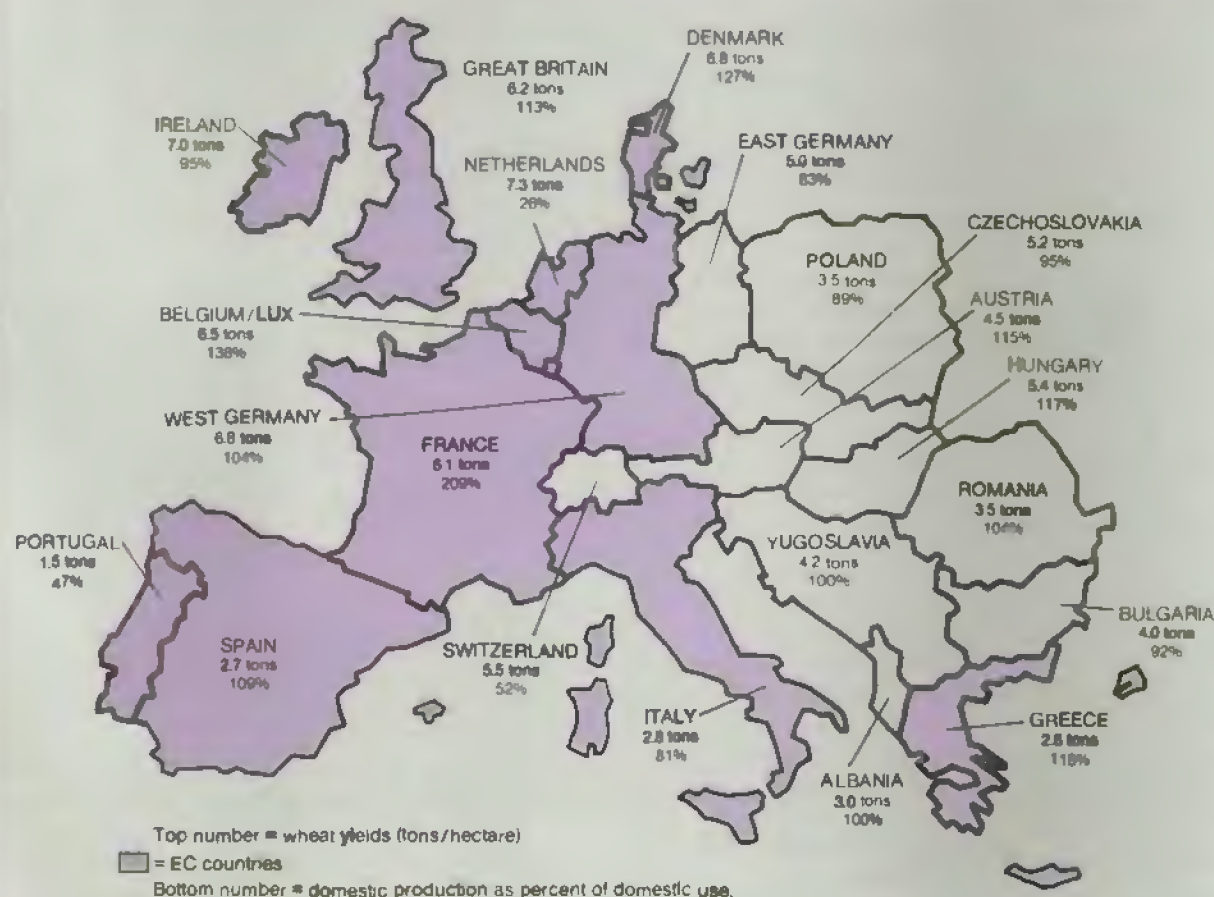 DENMARK
6.8 tons
127%
GREAT BRITAIN
6.2 tons
113%
IRELAND
7.0 tons
95%
NETHERLANDS
7.3 tons
26%
EAST GERMANY
tons
83%
CZECHOSLOVAKIA
5.2 tons
95%
POLAND
3.5 tons
89%
AUSTRIA
4.5 tons
115%
BELGIUM/LUX
6.5 tons
138%
HUNGARY
5.4 tons
117%
WEST GERMANY
6.8 tons
104%
FRANCE
6.1 tons
209%
ROMANIA
3.5 tons
104%
PORTUGAL
1.5 tons
47%
YUGOSLAVIA
4.2 tons
100%
BULGARIA
4.0 tons
92%
SPAIN
2.7 tons
109%
SWITZERLAND
5.5 tons
52%
ITALY
2.8 tons
81%
GREECE
tons
118%
ALBANIA
3.0 tons
100%
Top number = wheat yields (tons/hectare)
= EC countries
Bottom number = domestic production as percent of domestic use.